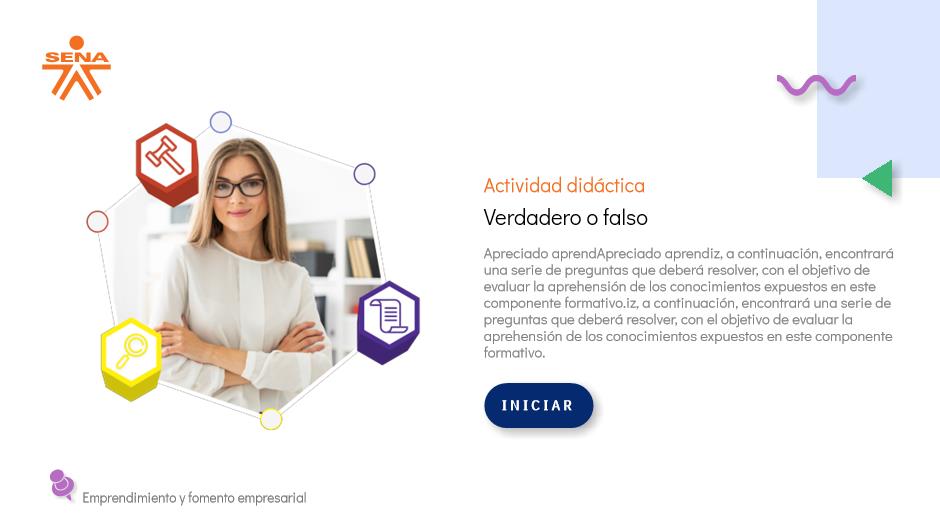 SENA
Actividad didáctica
Verdadero o falso
Apreciado aprendApreciado aprendiz, a continuación, encontrará
una serie de preguntas que deberá resolver, con el objetivo de
evaluar la aprehensión de los conocimientos expuestos en este
componente formativo.iz, a continuación, encontrará una serie de
preguntas que deberá resolver, con el objetivo de evaluar la
aprehensión de los conocimientos expuestos en este componente
formativo.
INICIAR
Emprendimiento y fomento empresarial